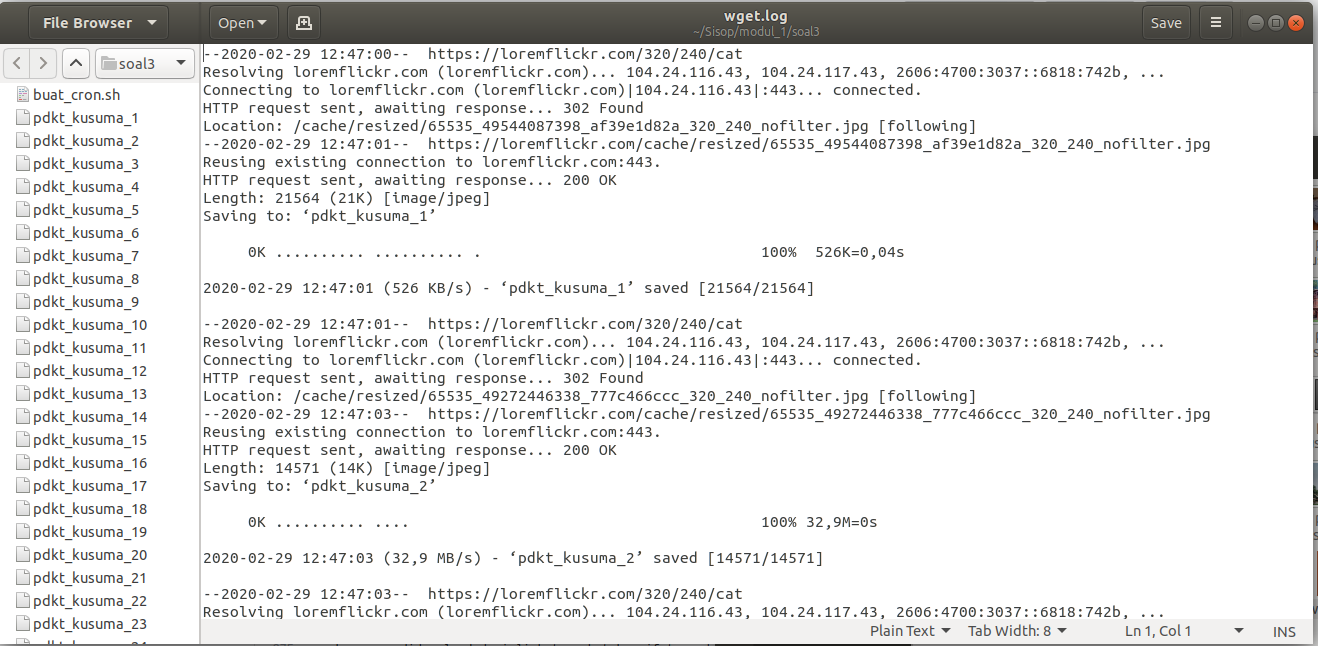 File Browser
Open
wget.log
~/Sisop/modul_1/soal3
Save
soal3
buat_cron.sh
pdkt_kusuma_1
pdkt_kusuma_2
pdkt_kusuma_3
pdkt_kusuma_4
pdkt_kusuma_5
pdkt_kusuma_6
pdkt_kusuma_7
pdkt_kusuma_8
pdkt_kusuma_9
pdkt_kusuma_10
pdkt_kusuma_11
pdkt_kusuma_12
pdkt_kusuma_13
pdkt_kusuma_14
pdkt_kusuma_15
pdkt_kusuma_16
pdkt_kusuma_17
pdkt_kusuma_18
pdkt_kusuma_19
pdkt_kusuma_20
pdkt_kusuma_21
pdkt_kusuma_22
pdkt_kusuma_23
--2020-02-29 12:47:00--  https://loremflickr.com/320/240/cat
Resolving loremflickr.com (loremflickr.com)... 104.24.116.43, 104.24.117.43, 2606:4700:3037::6818:742b, ...
Connecting to loremflickr.com (loremflickr.com)|104.24.116.43|:443... connected.
HTTP request sent, awaiting response... 302 Found
Location: /cache/resized/65535_49544087398_af39e1d82a_320_240_nofilter.jpg [following]
--2020-02-29 12:47:01--  https://loremflickr.com/cache/resized/65535_49544087398_af39e1d82a_320_240_nofilter.jpg
Reusing existing connection to loremflickr.com:443.
HTTP request sent, awaiting response... 200 OK
Length: 21564 (21K) [image/jpeg]
Saving to: ‘pdkt_kusuma_1’
0K .......... .......... . 100% 526K=0,04s
2020-02-29 12:47:01 (526 KB/s) - ‘pdkt_kusuma_1’ saved [21564/21564]
--2020-02-29 12:47:01--  https://loremflickr.com/320/240/cat
Resolving loremflickr.com (loremflickr.com)... 104.24.116.43, 104.24.117.43, 2606:4700:3037::6818:742b, ...
Connecting to loremflickr.com (loremflickr.com)|104.24.116.43|:443... connected.
HTTP request sent, awaiting response... 302 Found
Location: /cache/resized/65535_49272446338_777c466ccc_320_240_nofilter.jpg [following]
--2020-02-29 12:47:03--  https://loremflickr.com/cache/resized/65535_49272446338_777c466ccc_320_240_nofilter.jpg
Reusing existing connection to loremflickr.com:443.
HTTP request sent, awaiting response... 200 OK
Length: 14571 (14K) [image/jpeg]
Saving to: ‘pdkt_kusuma_2’
0K .......... .... 100% 32,9M=0s
2020-02-29 12:47:03 (32,9 MB/s) - ‘pdkt_kusuma_2’ saved [14571/14571]
--2020-02-29 12:47:03--  https://loremflickr.com/320/240/cat
Resolving loremflickr.com (loremflickr.com)... 104.24.116.43, 104.24.117.43, 2606:4700:3037::6818:742b, ...
Plain Text
Tab Width: 8
Ln 1, Col 1
INS